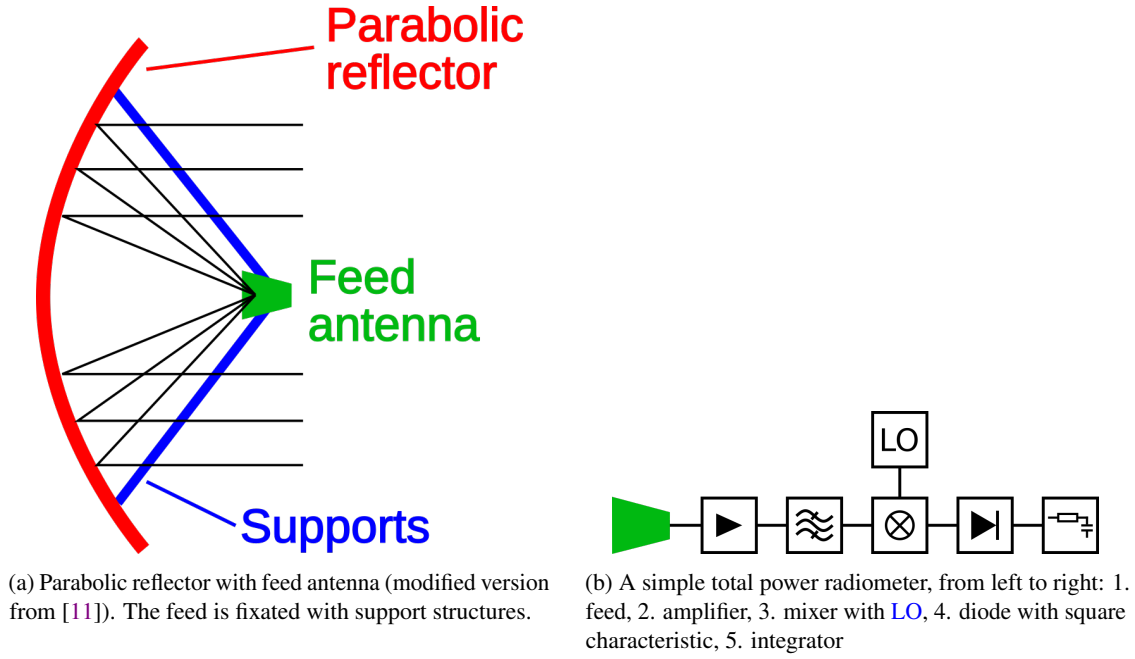 Parabolic
reflector
Feed
antenna
Supports
LO
(a) Parabolic reflector with feed antenna (modified version
from [11]). The feed is fixated with support structures.
(b) A simple total power radiometer, from left to right: 1.
feed, 2. amplifier, 3. mixer with LO, 4. diode with square
characteristic, 5. integrator